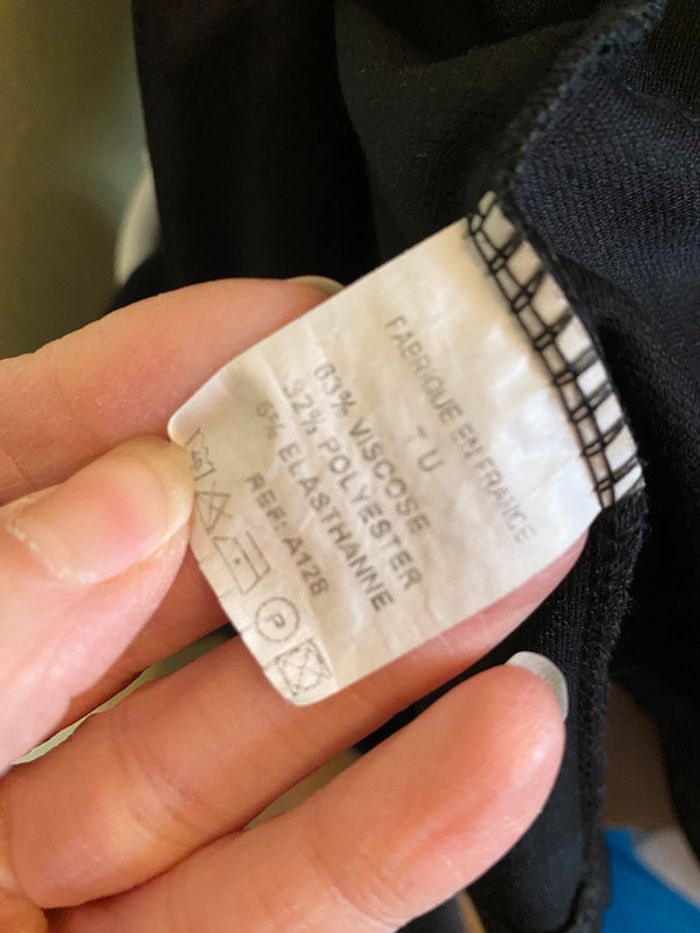 FABRIQUE EN FRANCE
T U
63% VISCOSE
32% POLYESTER
5% ELASTHANNE
REF: A128
P